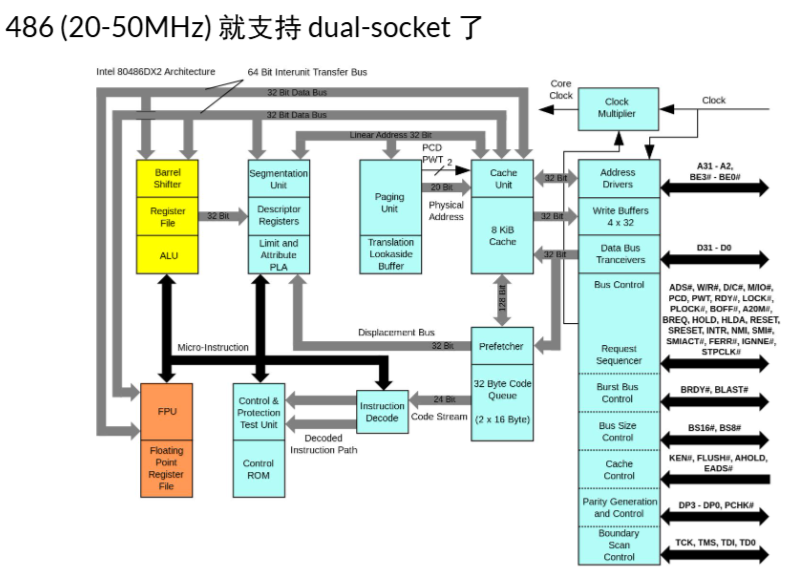 486 (20-50MHz) 就支持 dual-socket 了
Intel 80486DX2 Architecture
64 Bit Interunit Transfer Bus
32 Bit Data Bus
32 Bit Data Bus
Linear Address 32 Bit
PCD
PWT
2
20 Bit
Physical
Address
Core
Clock
Clock
Multiplier
Clock
Barrel
Shifter
Register
File
ALU
32 Bit
Segmentation
Unit
Descriptor
Registers
Limit and
Attribute
PLA
Paging
Unit
Translation
Lookaside
Buffer
Cache
Unit
8 KiB
Cache
32 Bit
32 Bit
32 Bit
128 Bit
Address
Drivers
Write Buffers
4 x 32
Data Bus
Tranceivers
Bus Control
Request
Sequencer
Burst Bus
Control
Bus Size
Control
Cache
Control
Parity Generation
and Control
Boundary
Scan
Control
A31 - A2,
BE3# - BE0#
D31 - D0
ADS#, W/R#, D/C#, M/IO#,
PCD, PWT, RDY#, LOCK#,
PLOCK#, BOFF#, A20M#,
BREQ, HOLD, HLDA, RESET,
SRESET, INTR, NMI, SMI#,
SMIACT#, FERR#, IGNNE#,
STPCLK#
BRDY#, BLAST#
BS16#, BS8#
KEN#, FLUSH#, AHOLD,
EADS#
DP3 - DP0, PCHK#
TCK, TMS, TDI, TD0
Displacement Bus
32 Bit
Micro-Instruction
Prefetcher
32 Byte Code
Queue
(2 x 16 Byte)
24 Bit
Code Stream
Instruction
Decode
Decoded
Instruction Path
Control &
Protection
Test Unit
Control
ROM
FPU
Floating
Point
Register
File